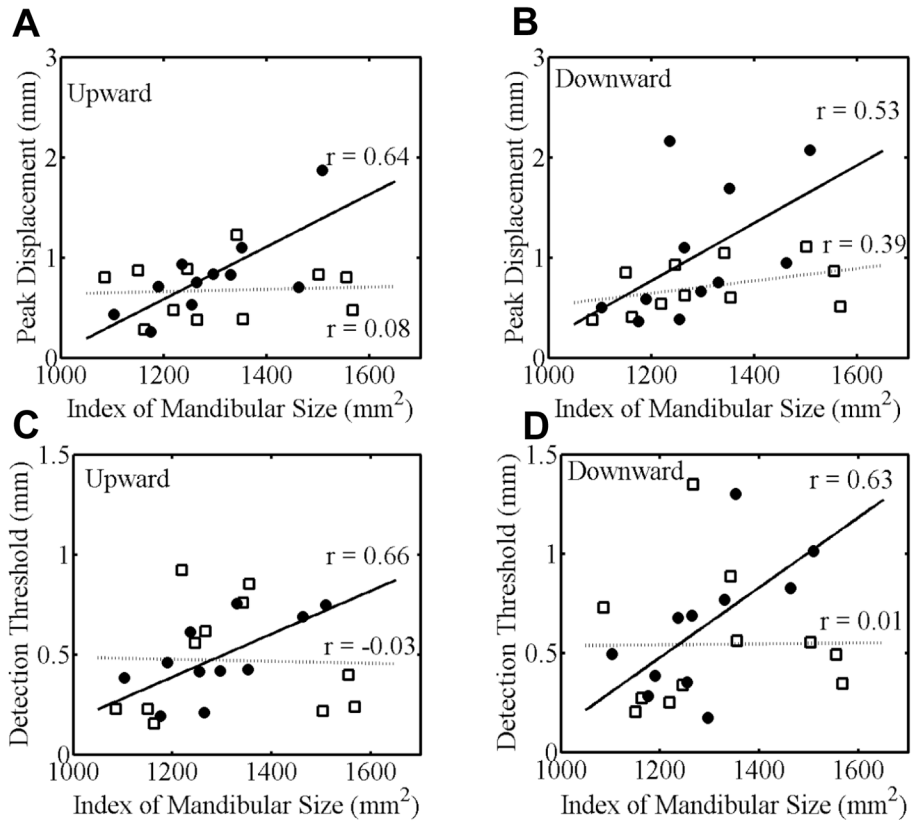 A
3
Upward
r = 0.64
2
1
r = 0.08
0
Peak Displacement (mm)
1000 1200 1400 1600
Index of Mandibular Size (mm²)
B
3
Downward
r = 0.53
2
1
r = 0.39
0
Peak Displacement (mm)
1000 1200 1400 1600
Index of Mandibular Size (mm²)
C
1.5
Upward
1
r = 0.66
r = -0.03
0.5
0
Detection Threshold (mm)
1000 1200 1400 1600
Index of Mandibular Size (mm²)
D
1.5
Downward
r = 0.63
1
r = 0.01
0.5
0
Detection Threshold (mm)
1000 1200 1400 1600
Index of Mandibular Size (mm²)